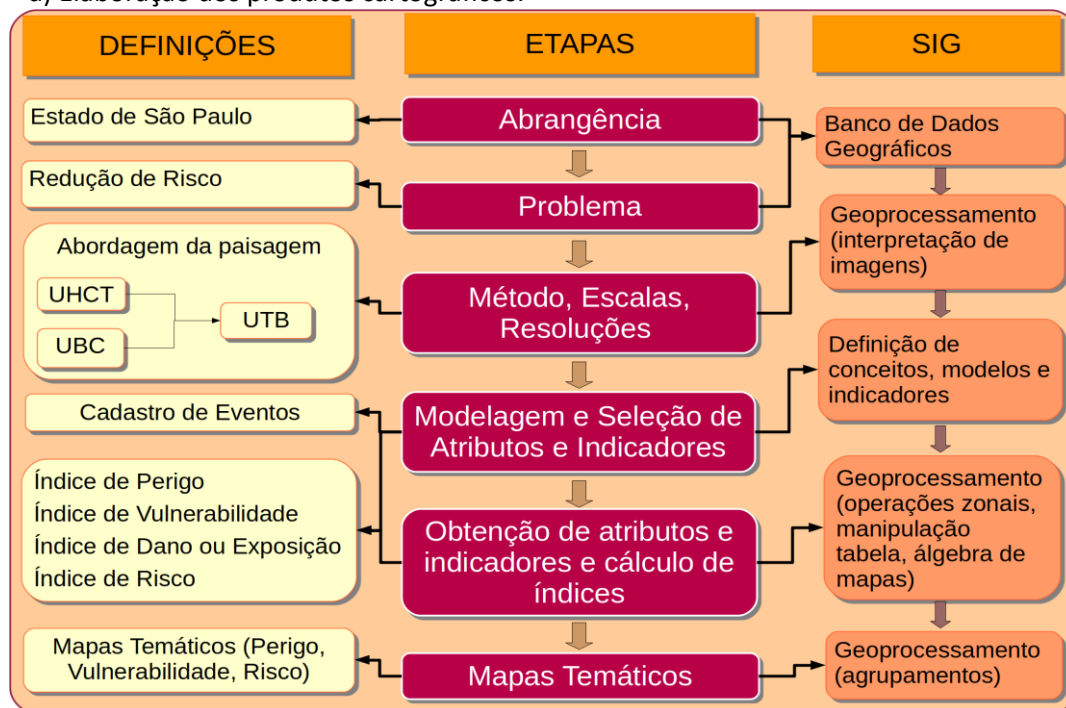 d) Elaboração dos produtos cartográficos.
DEFINIÇÕES
ETAPAS
SIG
Estado de São Paulo
Abrangência
Banco de Dados
Geográficos
Redução de Risco
Problema
Abordagem da paisagem
UHCT
UBC
UTB
Método, Escalas,
Resoluções
Geoprocessamento
(interpretação de
imagens)
Cadastro de Eventos
Modelagem e Seleção de
Atributos e Indicadores
Definição de
conceitos, modelos e
indicadores
Índice de Perigo
Índice de Vulnerabilidade
Índice de Dano ou Exposição
Índice de Risco
Obtenção de atributos e
indicadores e cálculo de
índices
Geoprocessamento
(operações zonais,
manipulação
tabela, álgebra de
mapas)
Mapas Temáticos (Perigo,
Vulnerabilidade, Risco)
Mapas Temáticos
Geoprocessamento
(agrupamentos)